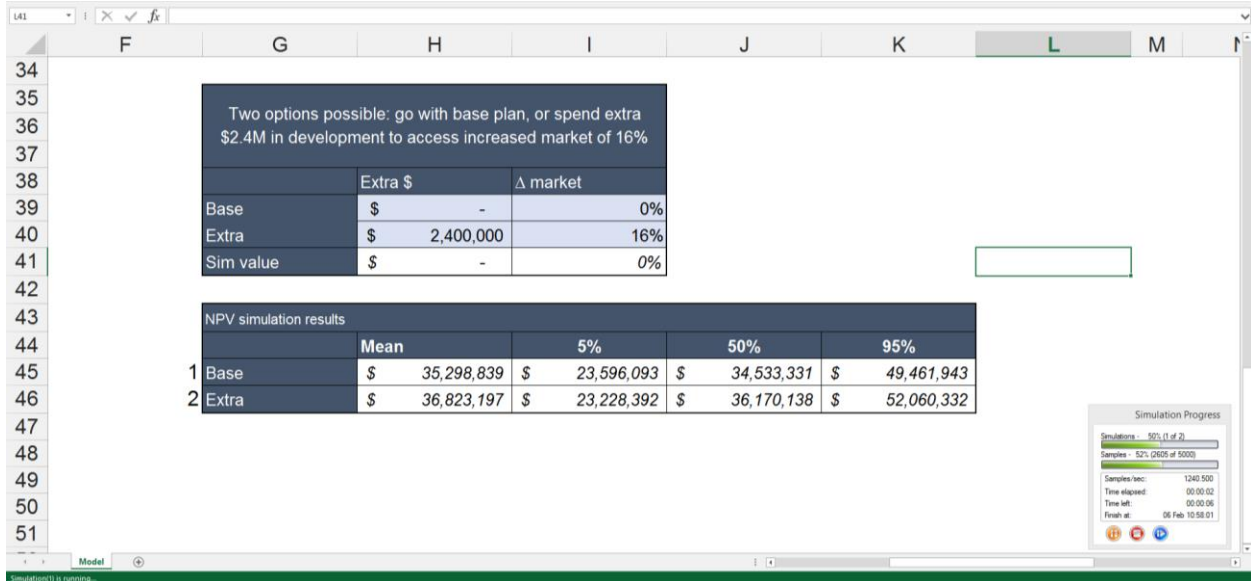 L41 fx
F G H I J K L M N
34
35
Two options possible: go with base plan, or spend extra
36
$2.4M in development to access increased market of 16%
37
38 Extra $ Δ market
39 Base $ - 0%
40 Extra $ 2,400,000 16%
41 Sim value $ - 0%
42
43 NPV simulation results
44 Mean 5% 50% 95%
45 1 Base $ 35,298,839 $ 23,596,093 $ 34,533,331 $ 49,461,943
46 2 Extra $ 36,823,197 $ 23,228,392 $ 36,170,138 $ 52,060,332
47
48
49
50
51
Simulation Progress
Simulations - 50% (1 of 2)
Samples - 52% (2605 of 5000)
Samples/sec: 1240.500
Time elapsed: 00:00:02
Time left: 00:00:06
Finish at: 06 Feb 10:58:01
Model
Simulation(1) is running...